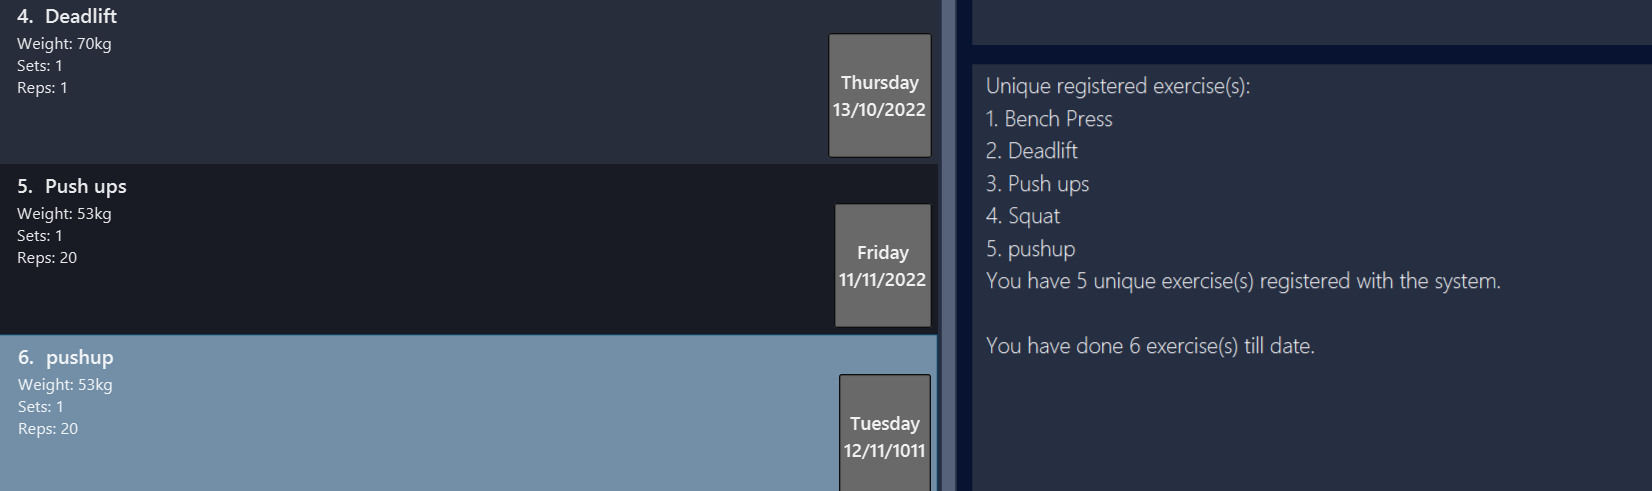 4. Deadlift
Weight: 70kg
Sets: 1
Reps: 1
Thursday
13/10/2022
5. Push ups
Weight: 53kg
Sets: 1
Reps: 20
Friday
11/11/2022
6. pushup
Weight: 53kg
Sets: 1
Reps: 20
Tuesday
12/11/1011
Unique registered exercise(s):
1. Bench Press
2. Deadlift
3. Push ups
4. Squat
5. pushup
You have 5 unique exercise(s) registered with the system.
You have done 6 exercise(s) till date.